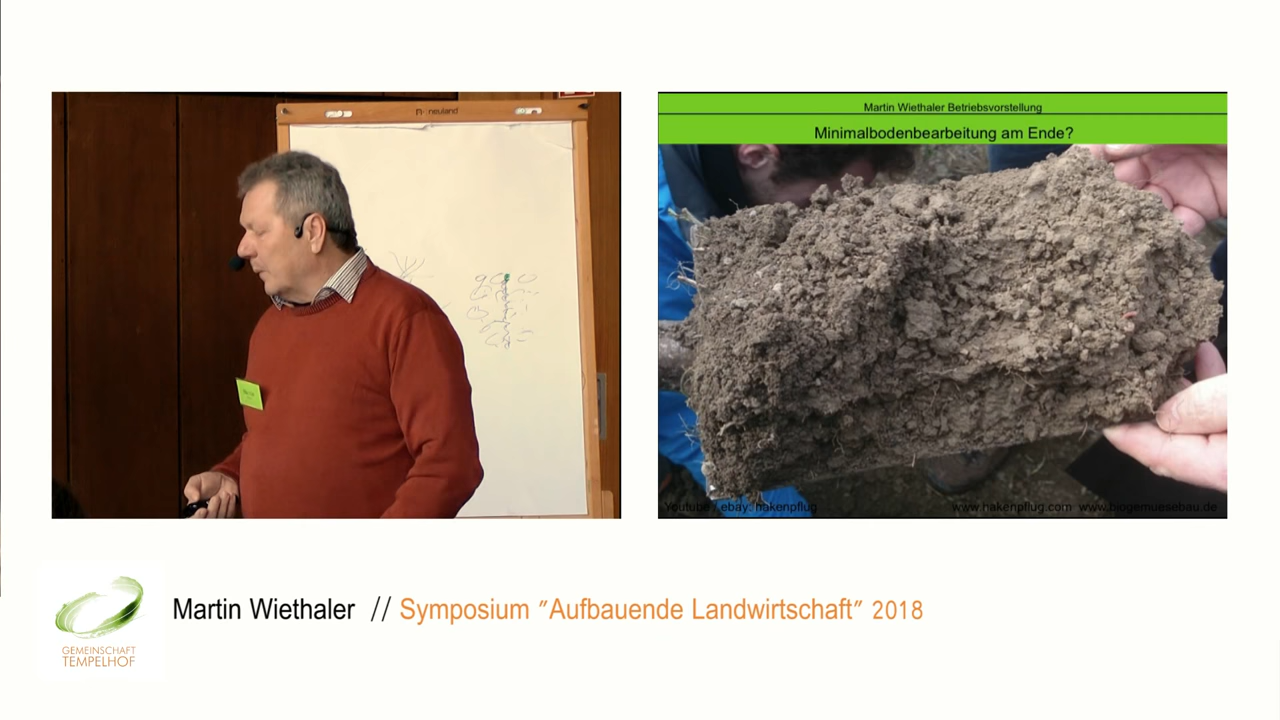 neuland
Martin Wiethaler Betriebsvorstellung
Minimalbodenbearbeitung am Ende?
Youtube / ebay: hakenpflug
www.hakenpflug.com www.biogemuesebau.de
Martin Wiethaler // Symposium "Aufbauende Landwirtschaft" 2018
GEMEINSCHAFT
TEMPELHOF